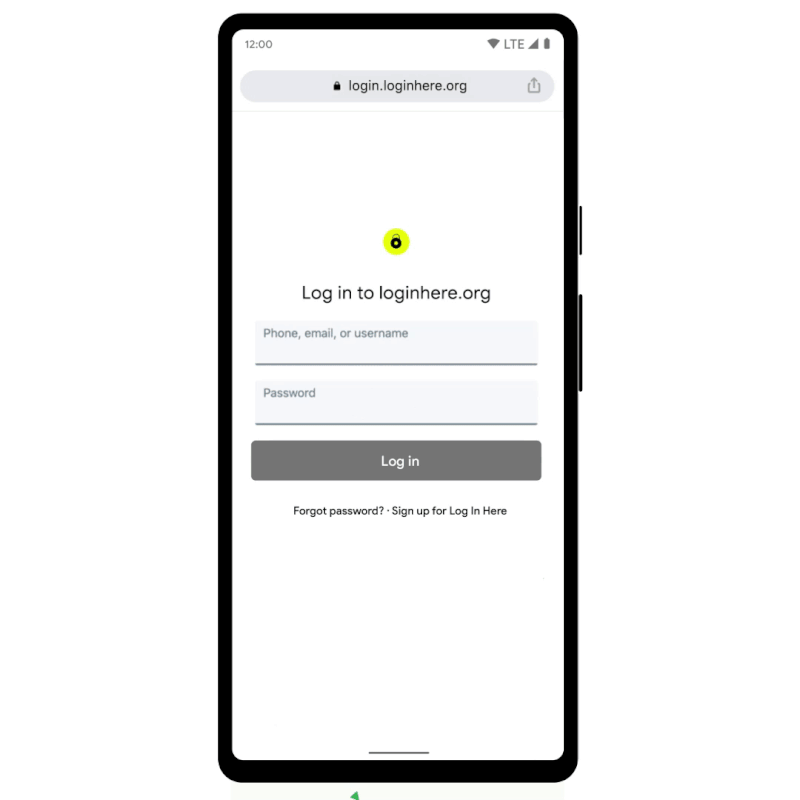 12:00 LTE
login.loginhere.org
Log in to loginhere.org
Phone, email, or username
Password
Log in
Forgot password? · Sign up for Log In Here